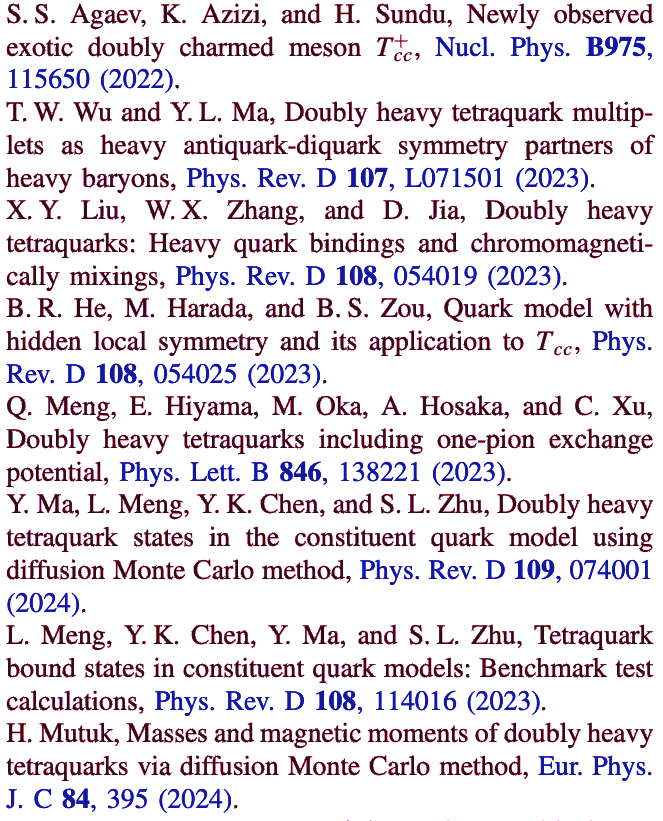 S. S. Agaev, K. Azizi, and H. Sundu, Newly observed
exotic doubly charmed meson T_{cc}^{+}, Nucl. Phys. B975,
115650 (2022).
T. W. Wu and Y. L. Ma, Doubly heavy tetraquark multip-
lets as heavy antiquark-diquark symmetry partners of
heavy baryons, Phys. Rev. D 107, L071501 (2023).
X. Y. Liu, W. X. Zhang, and D. Jia, Doubly heavy
tetraquarks: Heavy quark bindings and chromomagneti-
cally mixings, Phys. Rev. D 108, 054019 (2023).
B. R. He, M. Harada, and B. S. Zou, Quark model with
hidden local symmetry and its application to T_{cc}, Phys.
Rev. D 108, 054025 (2023).
Q. Meng, E. Hiyama, M. Oka, A. Hosaka, and C. Xu,
Doubly heavy tetraquarks including one-pion exchange
potential, Phys. Lett. B 846, 138221 (2023).
Y. Ma, L. Meng, Y. K. Chen, and S. L. Zhu, Doubly heavy
tetraquark states in the constituent quark model using
diffusion Monte Carlo method, Phys. Rev. D 109, 074001
(2024).
L. Meng, Y. K. Chen, Y. Ma, and S. L. Zhu, Tetraquark
bound states in constituent quark models: Benchmark test
calculations, Phys. Rev. D 108, 114016 (2023).
H. Mutuk, Masses and magnetic moments of doubly heavy
tetraquarks via diffusion Monte Carlo method, Eur. Phys.
J. C 84, 395 (2024).